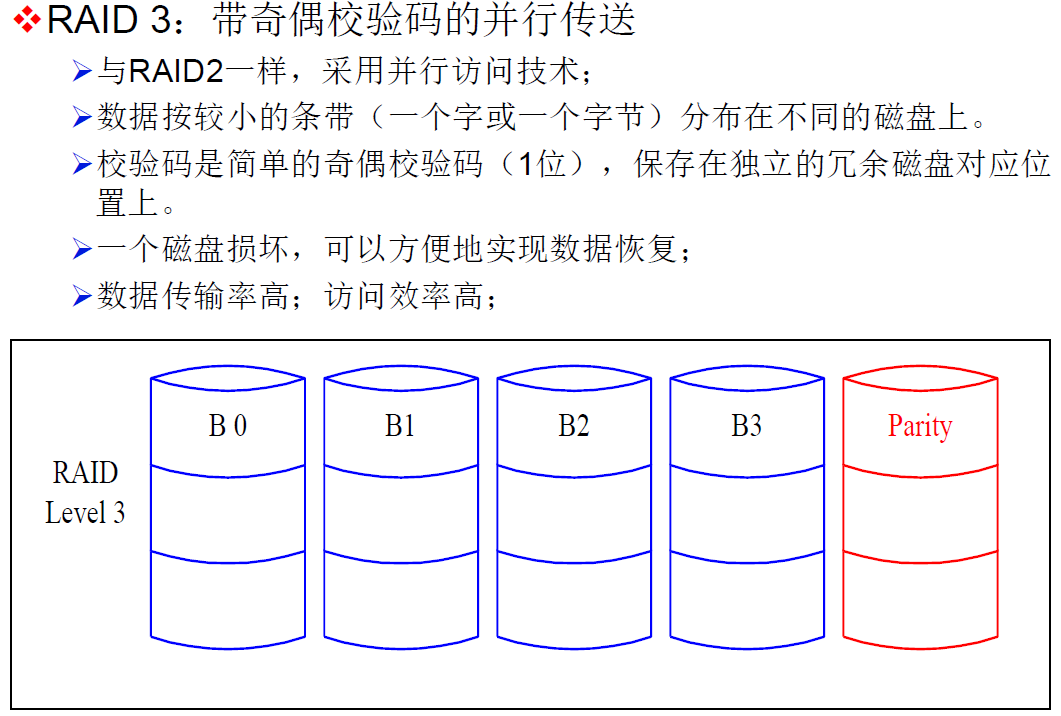 ❖RAID 3：带奇偶校验码的并行传送
➢与RAID2一样，采用并行访问技术；
➢数据按较小的条带（一个字或一个字节）分布在不同的磁盘上。
➢校验码是简单的奇偶校验码（1位），保存在独立的冗余磁盘对应位
置上。
➢一个磁盘损坏，可以方便地实现数据恢复；
➢数据传输率高；访问效率高；
B 0 B1 B2 B3 Parity
RAID
Level 3